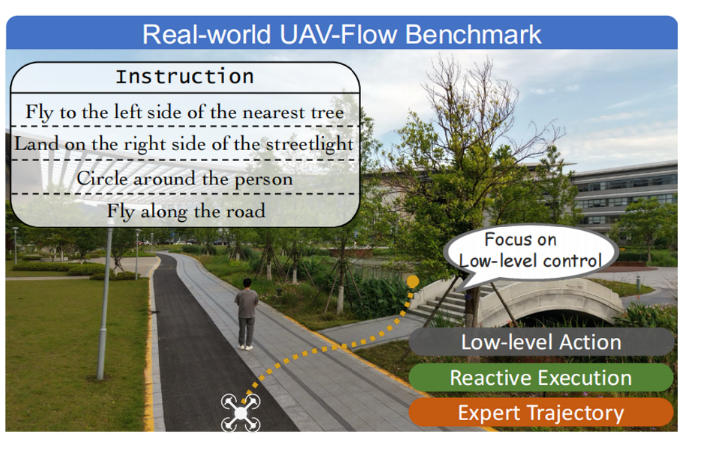 Real-world UAV-Flow Benchmark
Instruction
Fly to the left side of the nearest tree
Land on the right side of the streetlight
Circle around the person
Fly along the road
Focus on
Low-level control
Low-level Action
Reactive Execution
Expert Trajectory